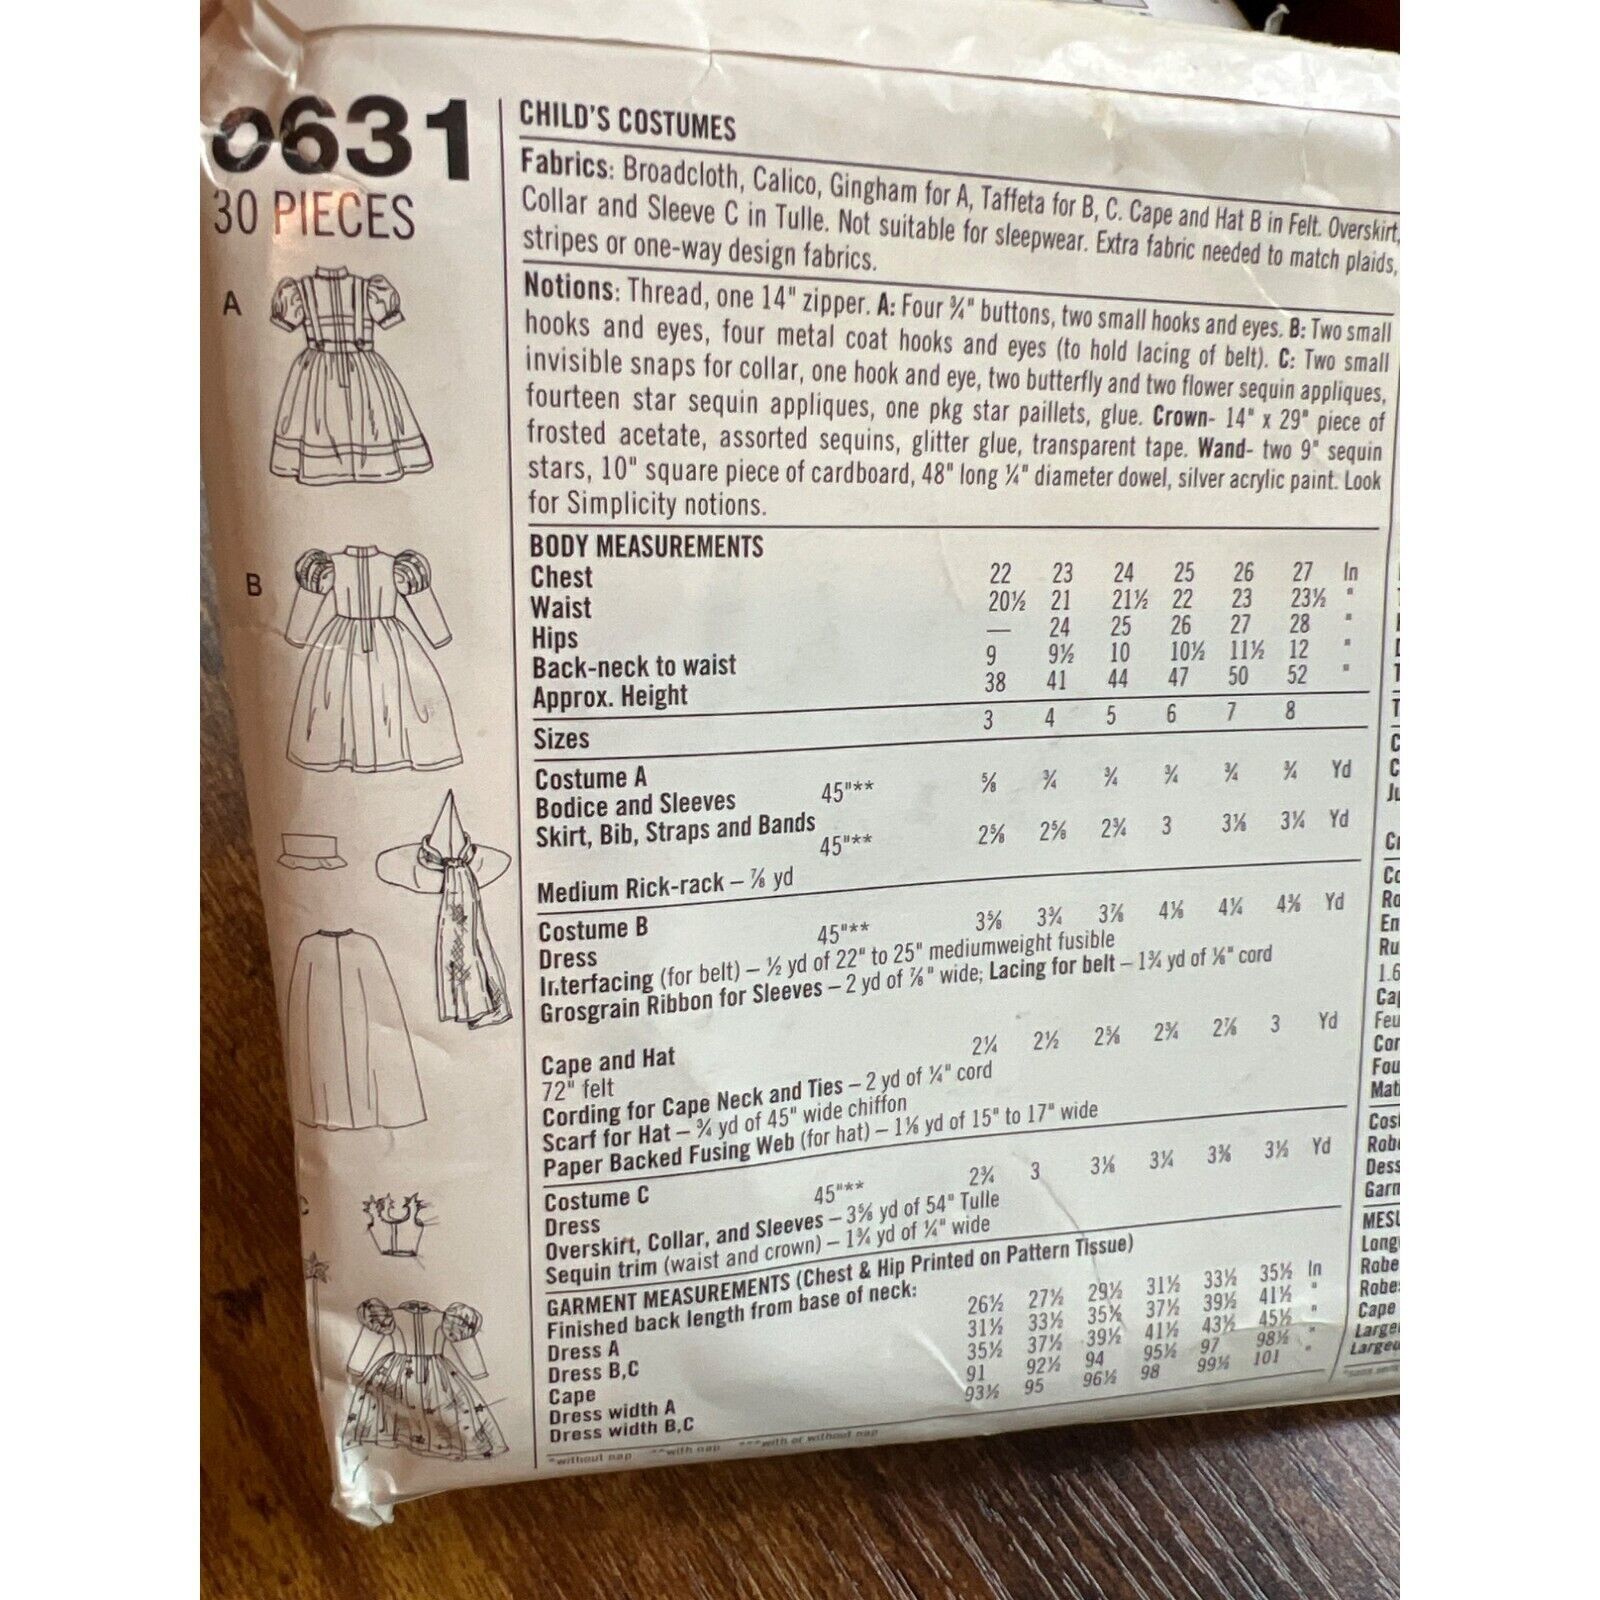 631
30 PIECES
A
B
CHILD'S COSTUMES
Fabrics: Broadcloth, Calico, Gingham for A, Taffeta for B, C. Cape and Hat B in Felt. Overskirt,
Collar and Sleeve C in Tulle. Not suitable for sleepwear. Extra fabric needed to match plaids,
stripes or one-way design fabrics.
Notions: Thread, one 14" zipper. A: Four ¾" buttons, two small hooks and eyes. B: Two small
hooks and eyes, four metal coat hooks and eyes (to hold lacing of belt). C: Two small
invisible snaps for collar, one hook and eye, two butterfly and two flower sequin appliques,
fourteen star sequin appliques, one pkg star paillets, glue. Crown- 14" x 29" piece of
frosted acetate, assorted sequins, glitter glue, transparent tape. Wand- two 9" sequin
stars, 10" square piece of cardboard, 48" long ¼" diameter dowel, silver acrylic paint. Look
for Simplicity notions.
BODY MEASUREMENTS
Chest 22 23 24 25 26 27 In
Waist 20½ 21 21½ 22 23 23½ "
Hips — 24 25 26 27 28 "
Back-neck to waist 9 9½ 10 10½ 11½ 12 "
Approx. Height 38 41 44 47 50 52 "
Sizes 3 4 5 6 7 8
Costume A
Bodice and Sleeves 45"** ⅝ ¾ ¾ ¾ ¾ ¾ Yd
Skirt, Bib, Straps and Bands
45"** 2⅝ 2⅝ 2¾ 3 3⅛ 3¼ Yd
Medium Rick-rack – ⅞ yd
Costume B
Dress 45"** 3⅝ 3¾ 3⅞ 4⅛ 4¼ 4⅜ Yd
Interfacing (for belt) – ½ yd of 22" to 25" mediumweight fusible
Grosgrain Ribbon for Sleeves – 2 yd of ⅞" wide; Lacing for belt – 1¾ yd of ⅛" cord
Cape and Hat
72" felt 2¼ 2½ 2⅝ 2¾ 2⅞ 3 Yd
Cording for Cape Neck and Ties – 2 yd of ¼" cord
Scarf for Hat – ¾ yd of 45" wide chiffon
Paper Backed Fusing Web (for hat) – 1⅛ yd of 15" to 17" wide
Costume C
Dress 45"** 2¾ 3 3⅛ 3¼ 3⅜ 3½ Yd
Overskirt, Collar, and Sleeves – 3⅝ yd of 54" Tulle
Sequin trim (waist and crown) – 1¾ yd of ¼" wide
GARMENT MEASUREMENTS (Chest & Hip Printed on Pattern Tissue)
Finished back length from base of neck:
Dress A 26½ 27½ 29½ 31½ 33½ 35½ In
Dress B,C 31½ 33½ 35½ 37½ 39½ 41½ "
Cape 35½ 37½ 39½ 41½ 43½ 45½ "
Dress width A 91 92½ 94 95½ 97 98½ "
Dress width B,C 93½ 95 96½ 98 99½ 101 "
*without nap **with nap ***with or without nap